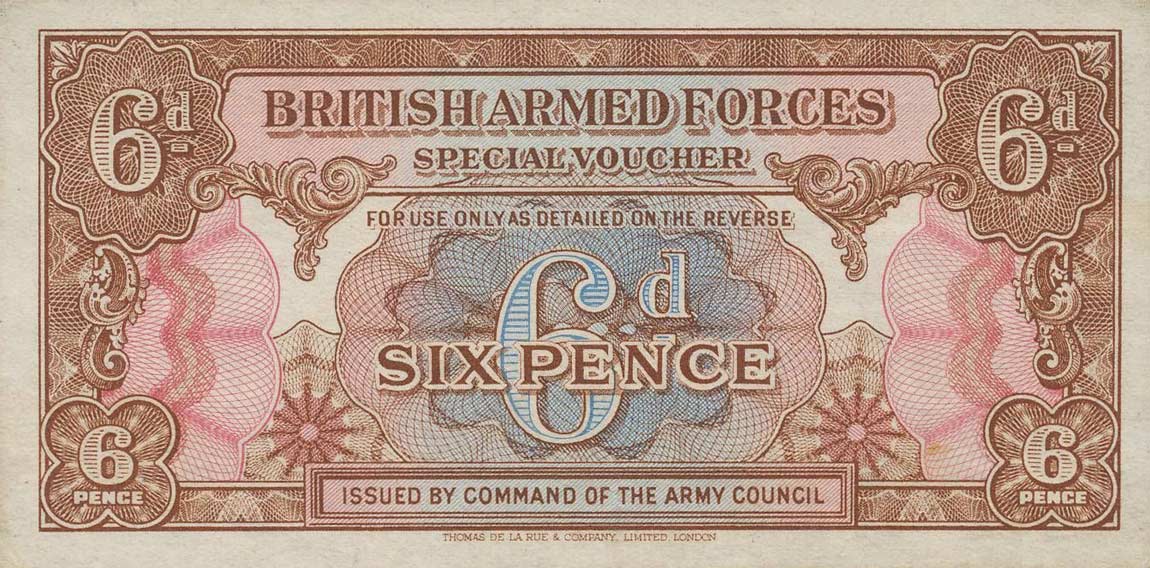 6d 6d
BRITISH ARMED FORCES
SPECIAL VOUCHER
FOR USE ONLY AS DETAILED ON THE REVERSE
6d
SIX PENCE
6 6
PENCE PENCE
ISSUED BY COMMAND OF THE ARMY COUNCIL
THOMAS DE LA RUE & COMPANY, LIMITED, LONDON